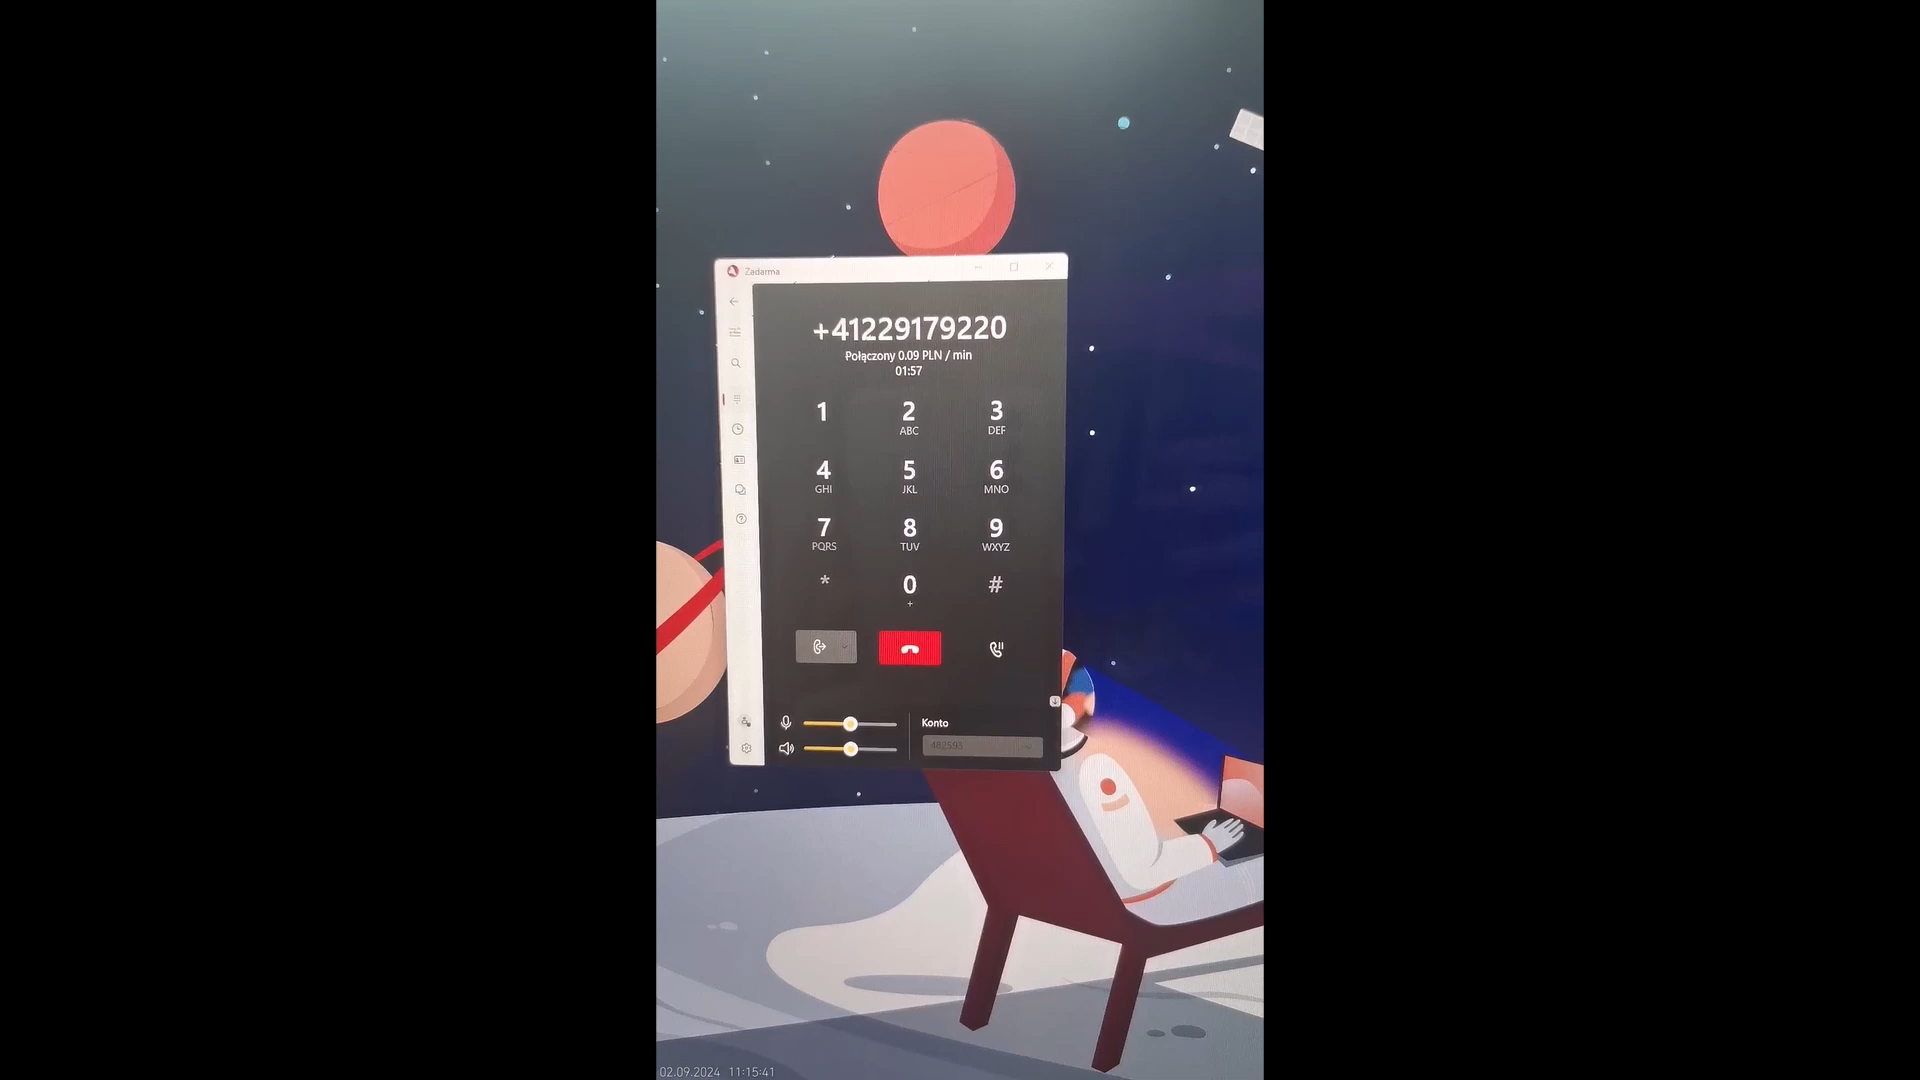 Zadarma
+41229179220
Połączony 0.09 PLN / min
01:57
1
2
3
ABC
DEF
4
5
6
GHI
JKL
MNO
7
8
9
PQRS
TUV
WXYZ
*
0
#
+
Konto
482593
02.09.2024 11:15:41